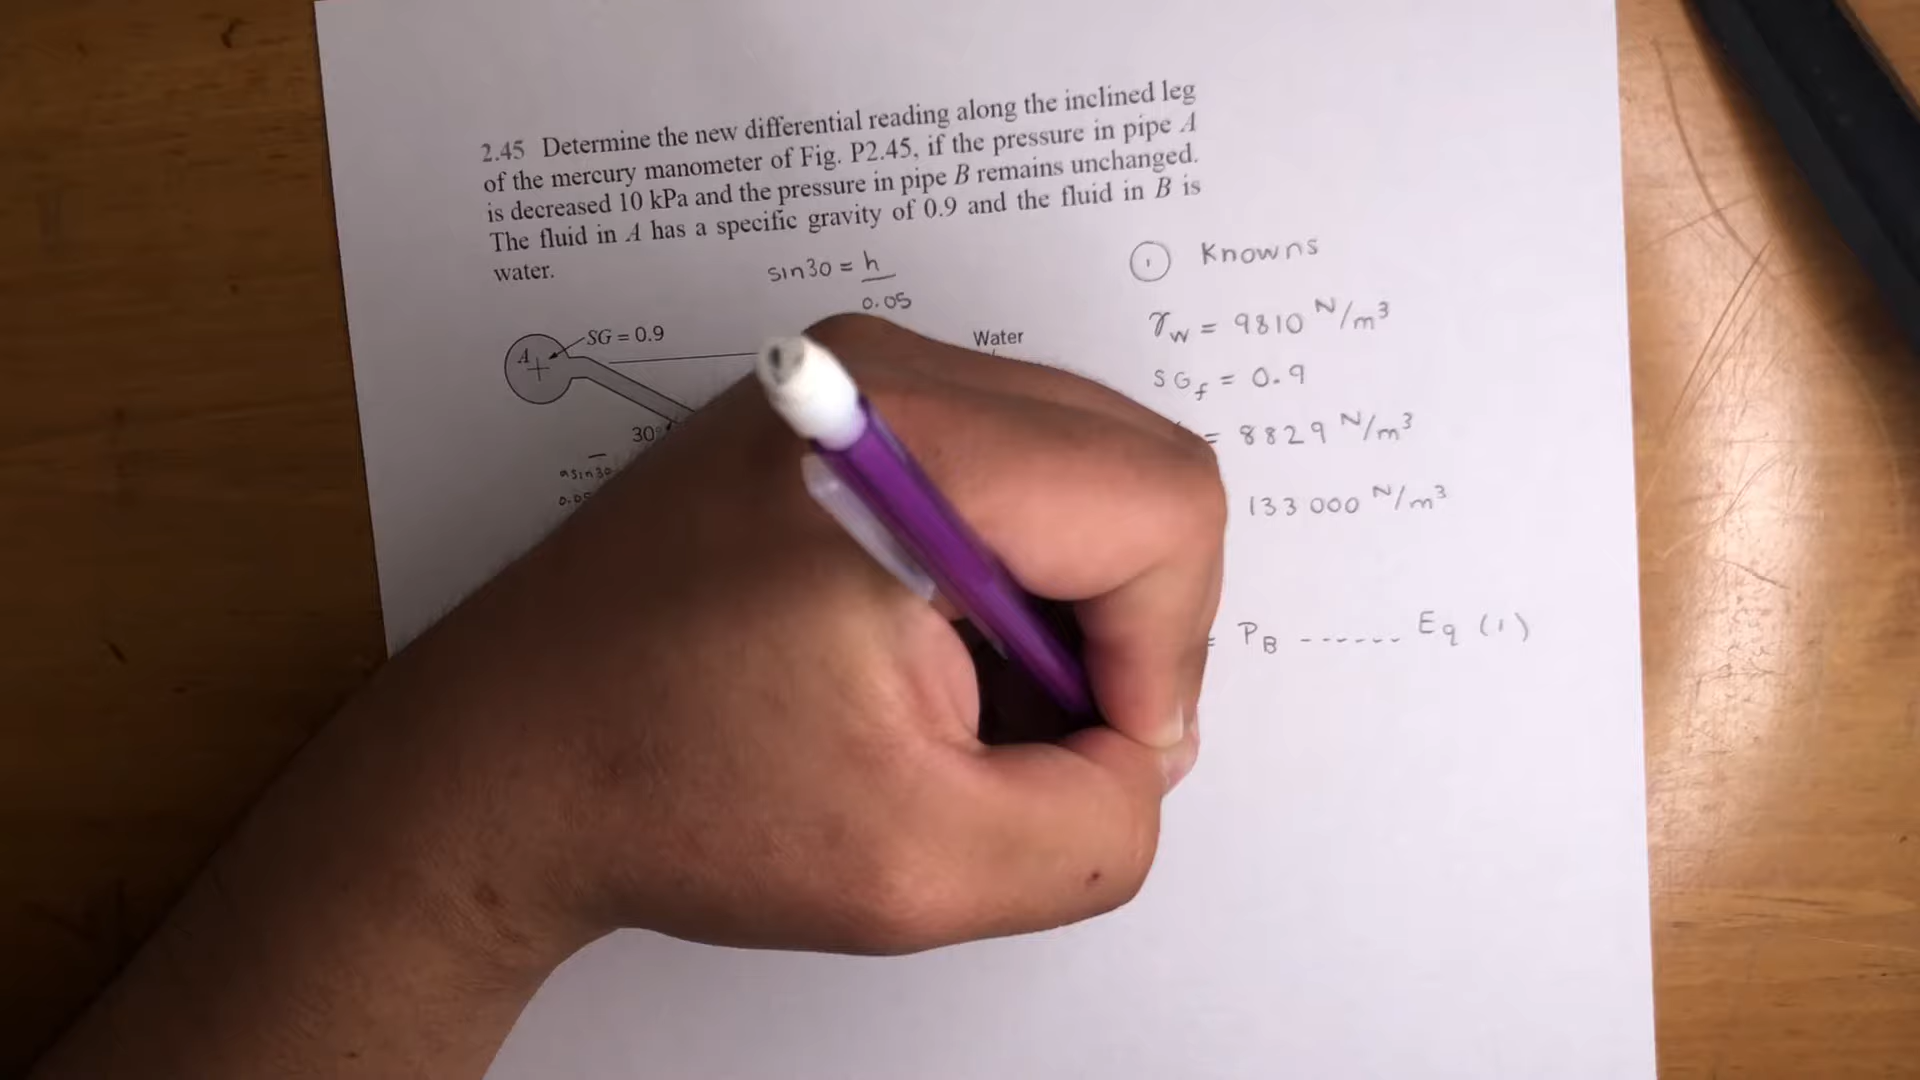 2.45 Determine the new differential reading along the inclined leg
of the mercury manometer of Fig. P2.45, if the pressure in pipe A
is decreased 10 kPa and the pressure in pipe B remains unchanged.
The fluid in A has a specific gravity of 0.9 and the fluid in B is
water.
sin30 = h
0.05
SG = 0.9
A
Water
30°
asin30
0.05
1 Knowns
γw = 9810 N/m³
SGf = 0.9
= 8829 N/m³
133 000 N/m³
= PB ------ Eq (1)